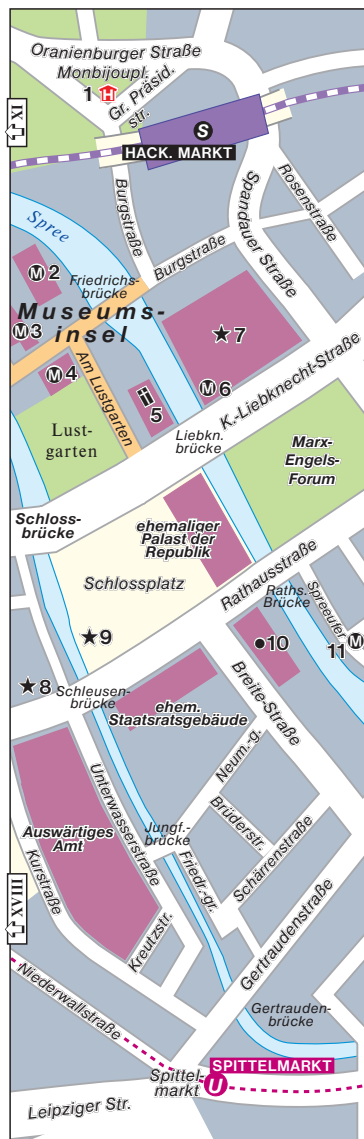 Oranienburger Straße
Monbijoupl.
1 H
Gr. Präsid.
str.
S
HACK. MARKT
IX
Burgstraße
Spandauer Straße
Rosenstraße
Spree
M 2
Friedrichs-
brücke
Burgstraße
Museums-
insel
M 3
7
M 4
Am Lustgarten
5
M 6
K.-Liebknecht-Straße
Lust-
garten
Liebkn.
brücke
Marx-
Engels-
Forum
Schloss-
brücke
ehemaliger
Palast der
Republik
Schlossplatz
Rathausstraße
Raths.
Brücke
Spreeufer
9
10
11 M
8
Schleusen-
brücke
ehem.
Staatsratsgebäude
Breite-Straße
Neum.-g.
Unterwasserstraße
Brüderstr.
Auswärtiges
Amt
Jungf.-
brücke
Friedr.-gr.
Schärrenstraße
Kurstraße
XVIII
Kreutzstr.
Gertraudenstraße
Niederwallstraße
Gertrauden-
brücke
SPITTELMARKT
Spittel-
markt
U
Leipziger Str.